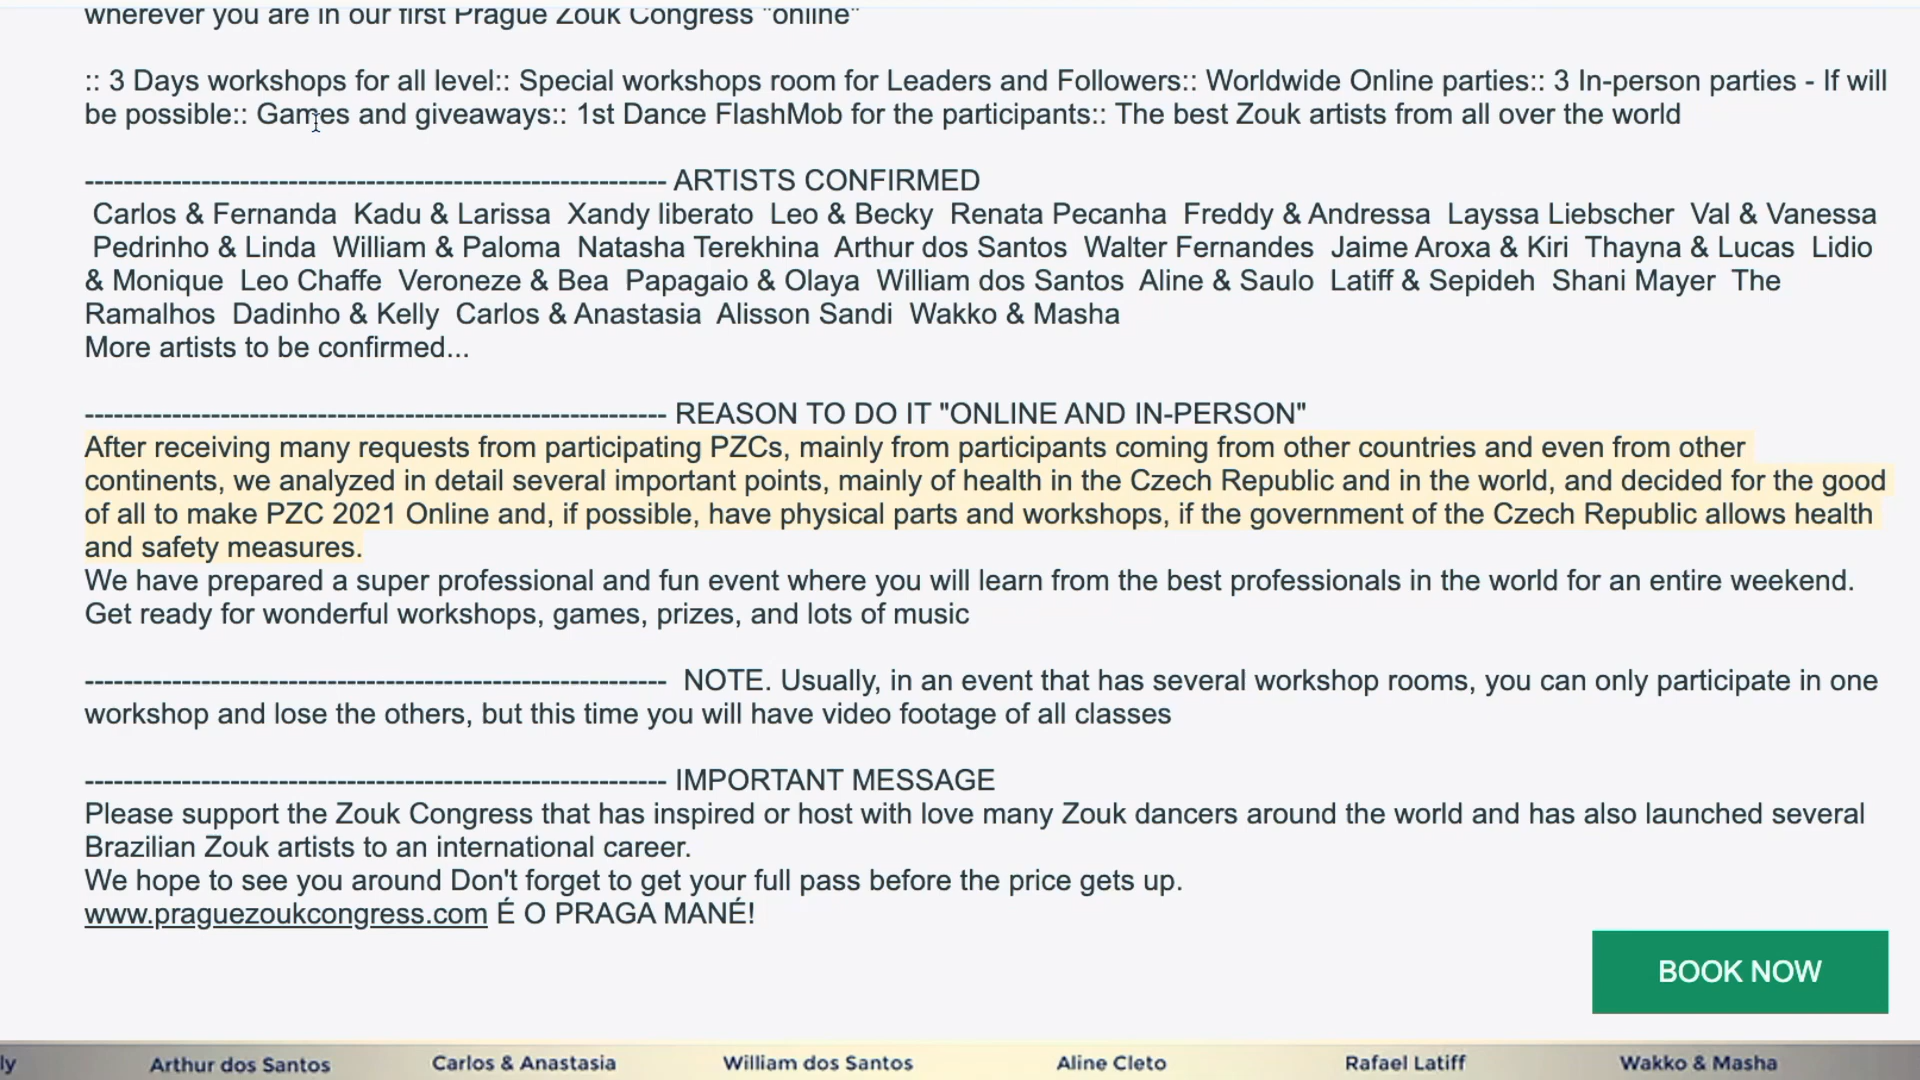 wherever you are in our first Prague Zouk Congress "online"
:: 3 Days workshops for all level:: Special workshops room for Leaders and Followers:: Worldwide Online parties:: 3 In-person parties - If will
be possible:: Games and giveaways:: 1st Dance FlashMob for the participants:: The best Zouk artists from all over the world
------------------------------------------------------------- ARTISTS CONFIRMED
Carlos & Fernanda  Kadu & Larissa  Xandy liberato  Leo & Becky  Renata Pecanha  Freddy & Andressa  Layssa Liebscher  Val & Vanessa
Pedrinho & Linda  William & Paloma  Natasha Terekhina  Arthur dos Santos  Walter Fernandes  Jaime Aroxa & Kiri  Thayna & Lucas  Lidio
& Monique  Leo Chaffe  Veroneze & Bea  Papagaio & Olaya  William dos Santos  Aline & Saulo  Latiff & Sepideh  Shani Mayer  The
Ramalhos  Dadinho & Kelly  Carlos & Anastasia  Alisson Sandi  Wakko & Masha
More artists to be confirmed...
------------------------------------------------------------- REASON TO DO IT "ONLINE AND IN-PERSON"
After receiving many requests from participating PZCs, mainly from participants coming from other countries and even from other
continents, we analyzed in detail several important points, mainly of health in the Czech Republic and in the world, and decided for the good
of all to make PZC 2021 Online and, if possible, have physical parts and workshops, if the government of the Czech Republic allows health
and safety measures.
We have prepared a super professional and fun event where you will learn from the best professionals in the world for an entire weekend.
Get ready for wonderful workshops, games, prizes, and lots of music
-------------------------------------------------------------  NOTE. Usually, in an event that has several workshop rooms, you can only participate in one
workshop and lose the others, but this time you will have video footage of all classes
------------------------------------------------------------- IMPORTANT MESSAGE
Please support the Zouk Congress that has inspired or host with love many Zouk dancers around the world and has also launched several
Brazilian Zouk artists to an international career.
We hope to see you around Don't forget to get your full pass before the price gets up.
www.praguezoukcongress.com É O PRAGA MANÉ!
BOOK NOW
ly Arthur dos Santos Carlos & Anastasia William dos Santos Aline Cleto Rafael Latiff Wakko & Masha